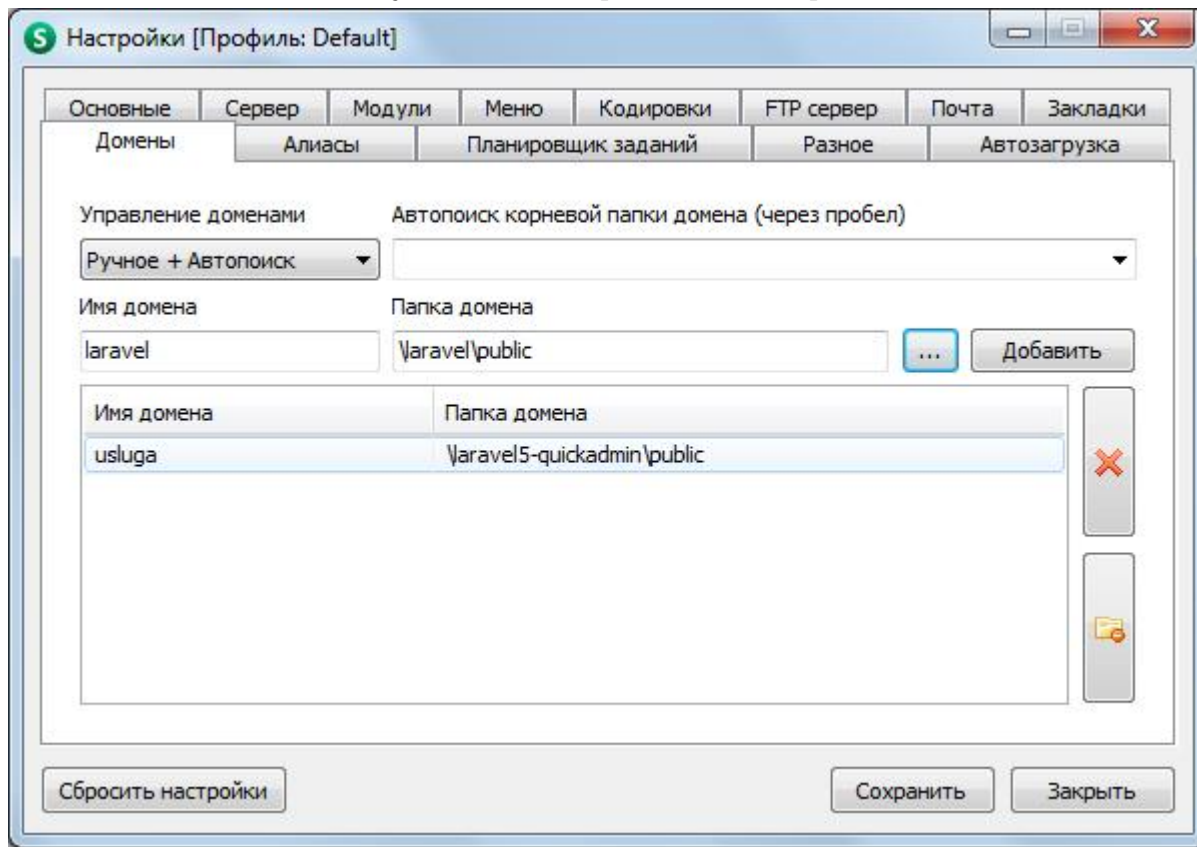 S Настройки [Профиль: Default]
Основные Сервер Модули Меню Кодировки FTP сервер Почта Закладки
Домены Алиасы Планировщик заданий Разное Автозагрузка
Управление доменами Автопоиск корневой папки домена (через пробел)
Ручное + Автопоиск
Имя домена Папка домена
laravel \laravel\public ... Добавить
Имя домена Папка домена
usluga \laravel5-quickadmin\public
Сбросить настройки Сохранить Закрыть